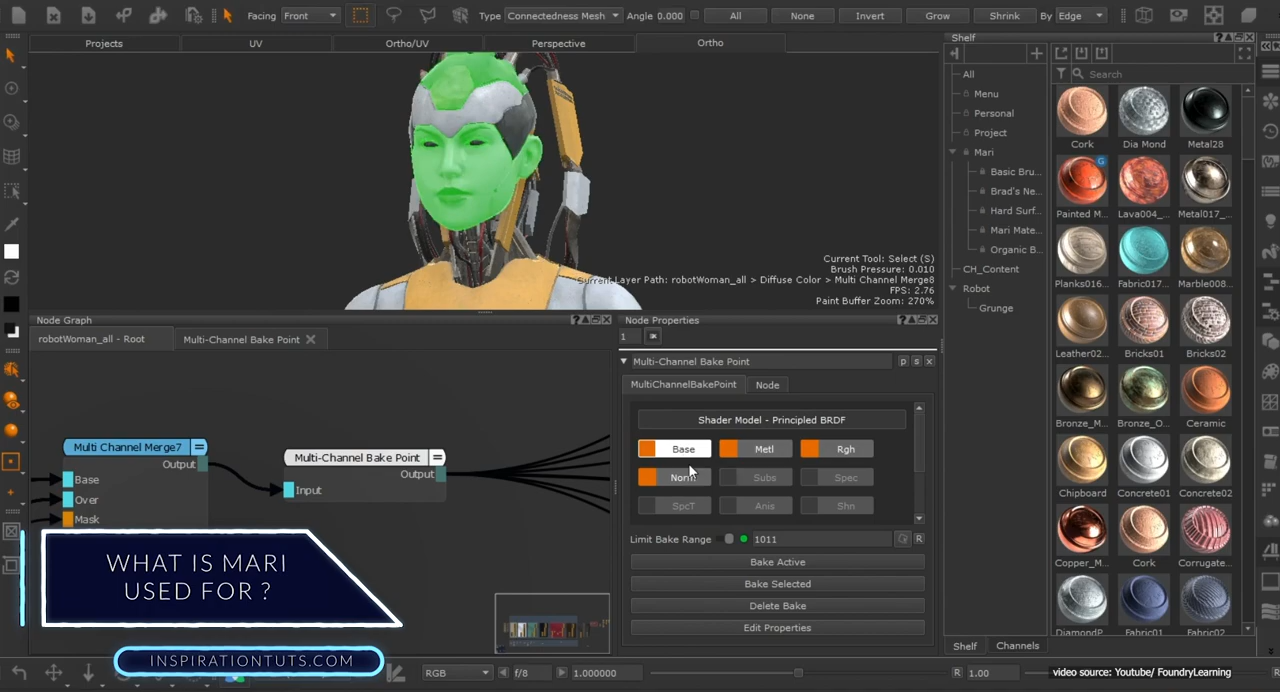 Facing Front Type Connectedness Mesh Angle 0.000 All None Invert Grow Shrink By Edge
Projects UV Ortho/UV Perspective Ortho
Shelf
Search
All
Menu
Personal
Project
Mari
Basic Bru...
Brad's Ne...
Hard Surf...
Mari Mate...
Organic B...
CH_Content
Robot
Grunge
Cork Dia Mond Metal28
G
Painted M... Lava004_... Metal017_...
Planks016... Fabric017... Marble008...
Leather02... Bricks01 Bricks02
Bronze_M... Bronze_O... Ceramic
Chipboard Concrete01 Concrete02
Copper_M... Cork Corrugate...
DiamondP... Fabric01 Fabric02
Shelf Channels
Current Tool: Select (S)
Brush Pressure: 0.010
Current Layer Path: robotWoman_all > Diffuse Color > Multi Channel Merge8
FPS: 2.76
Paint Buffer Zoom: 270%
Node Graph
robotWoman_all - Root Multi-Channel Bake Point
Multi Channel Merge7
Output
Base
Over
Mask
Multi-Channel Bake Point
Output
Input
Node Properties
1
Multi-Channel Bake Point p s x
MultiChannelBakePoint Node
Shader Model - Principled BRDF
Base Metl Rgh
Norm Subs Spec
SpcT Anis Shn
Limit Bake Range 1011 R
Bake Active
Bake Selected
Delete Bake
Edit Properties
WHAT IS MARI
USED FOR ?
INSPIRATIONTUTS.COM
RGB f/8 1.000000 R 1.00
video source: Youtube/ FoundryLearning